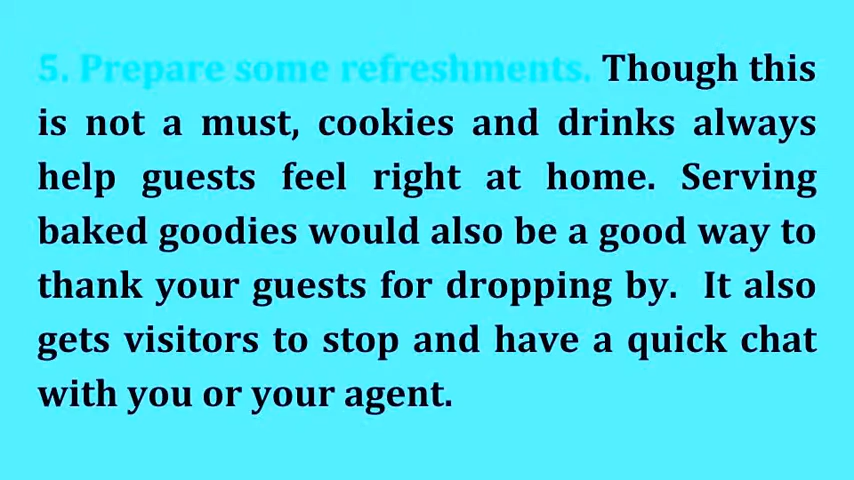 5. Prepare some refreshments. Though this
is not a must, cookies and drinks always
help guests feel right at home. Serving
baked goodies would also be a good way to
thank your guests for dropping by.  It also
gets visitors to stop and have a quick chat
with you or your agent.